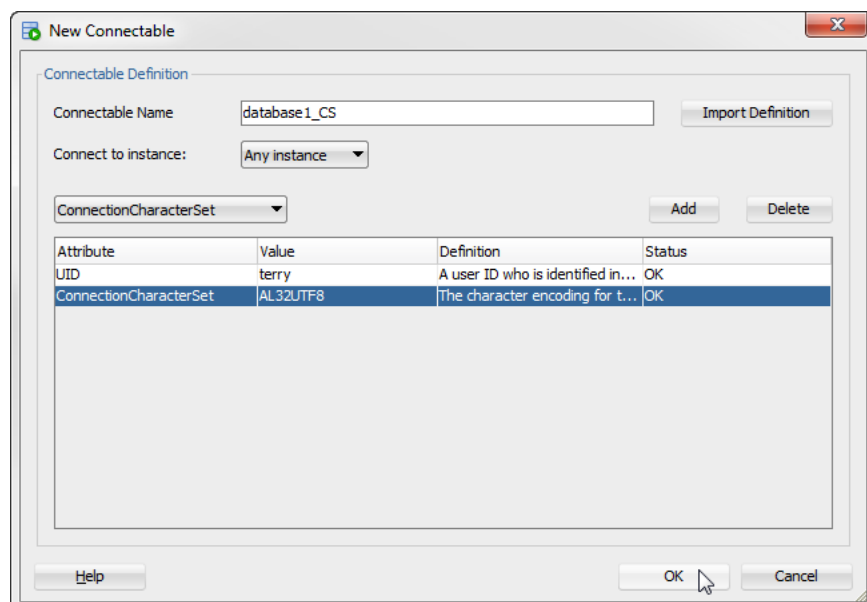 New Connectable
Connectable Definition
Connectable Name database1_CS Import Definition
Connect to instance: Any instance
ConnectionCharacterSet Add Delete
Attribute Value Definition Status
UID terry A user ID who is identified in... OK
ConnectionCharacterSet AL32UTF8 The character encoding for t... OK
Help OK Cancel